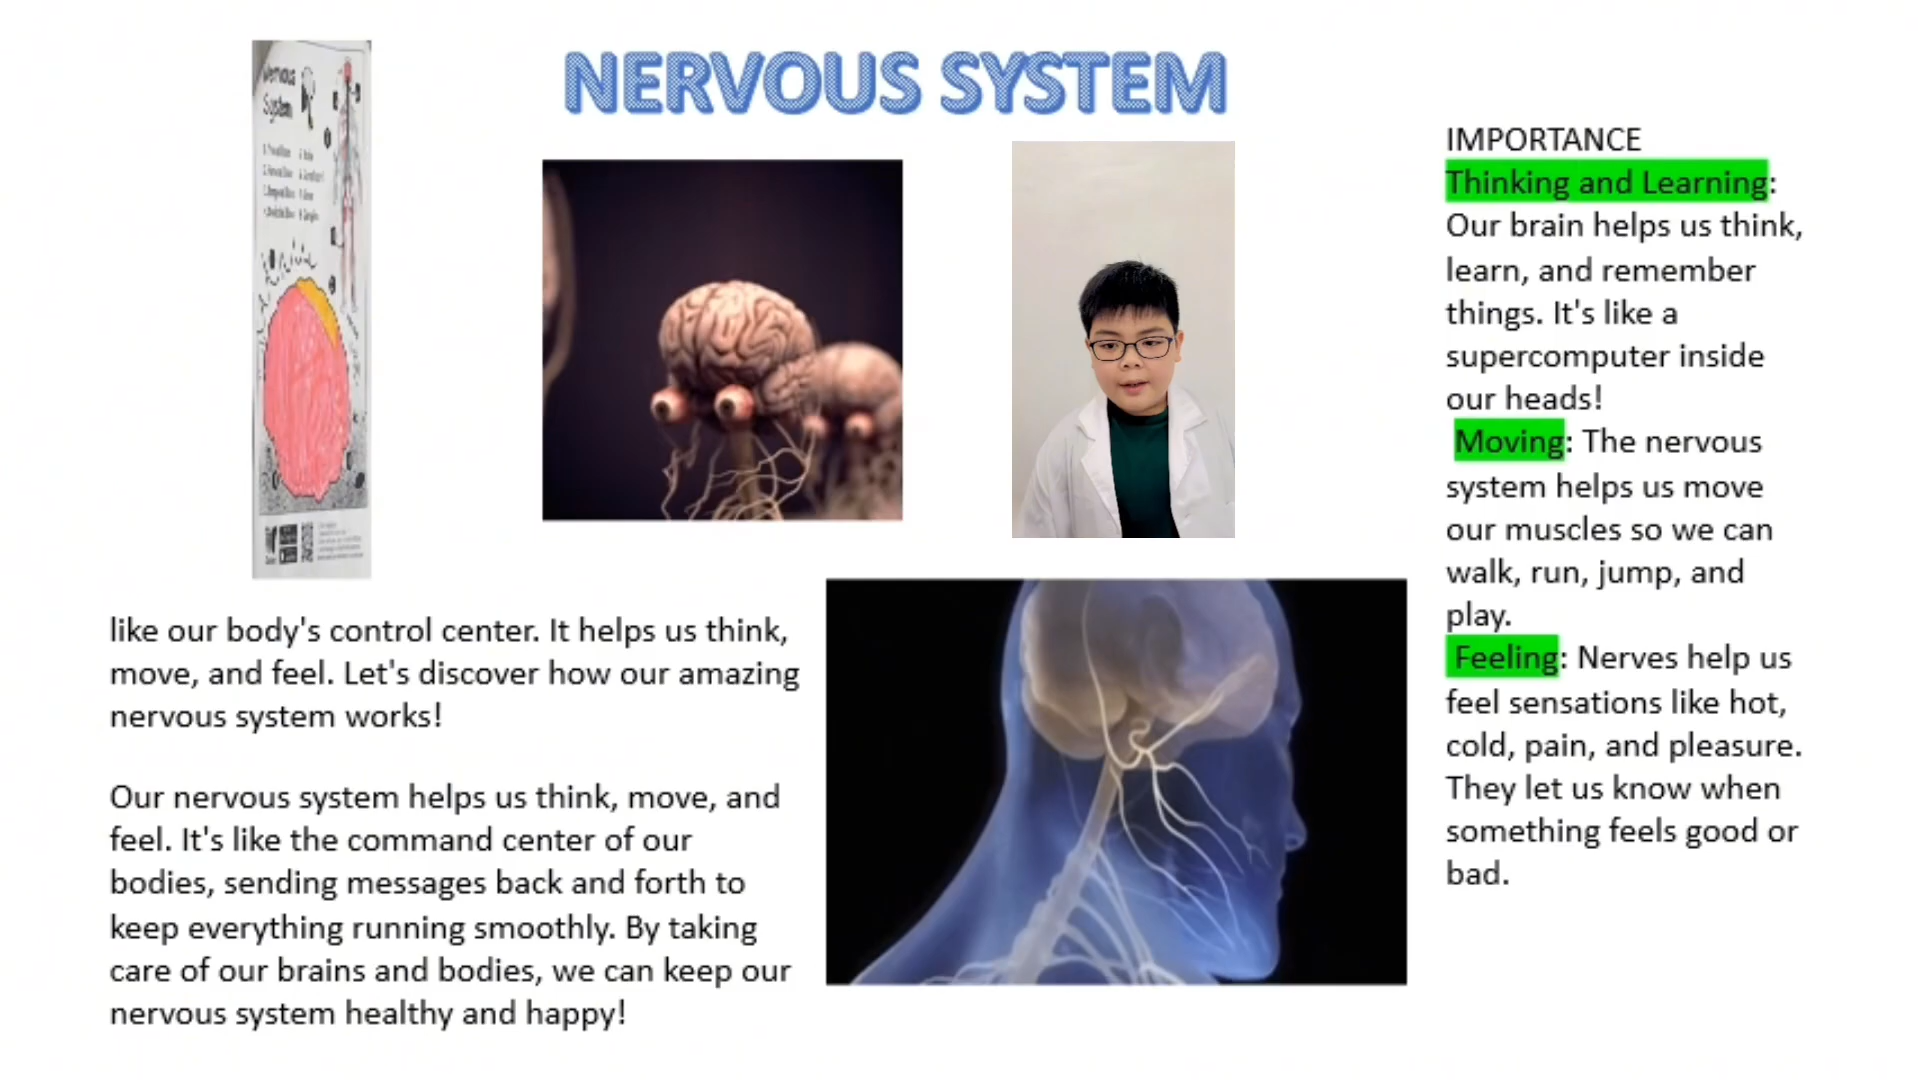 NERVOUS SYSTEM
Nervous
System
like our body's control center. It helps us think,
move, and feel. Let's discover how our amazing
nervous system works!
Our nervous system helps us think, move, and
feel. It's like the command center of our
bodies, sending messages back and forth to
keep everything running smoothly. By taking
care of our brains and bodies, we can keep our
nervous system healthy and happy!
IMPORTANCE
Thinking and Learning:
Our brain helps us think,
learn, and remember
things. It's like a
supercomputer inside
our heads!
Moving: The nervous
system helps us move
our muscles so we can
walk, run, jump, and
play.
Feeling: Nerves help us
feel sensations like hot,
cold, pain, and pleasure.
They let us know when
something feels good or
bad.